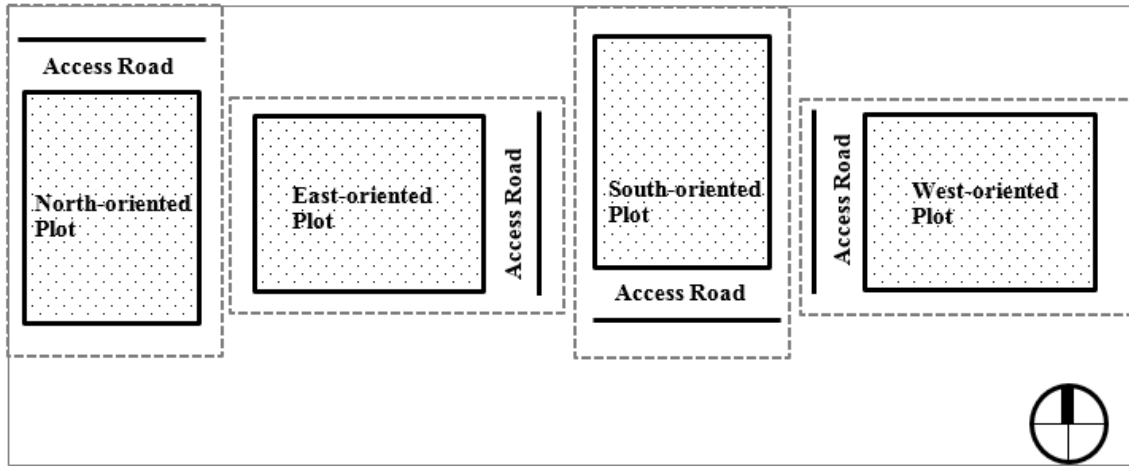 Access Road
North-oriented
Plot
East-oriented
Plot
Access Road
South-oriented
Plot
Access Road
Access Road
West-oriented
Plot